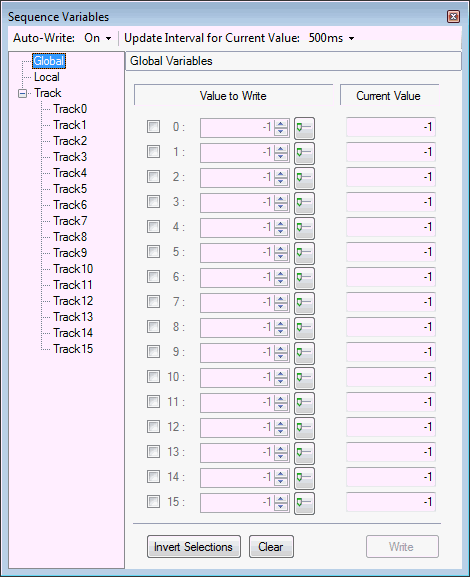 Sequence Variables
Auto-Write: On Update Interval for Current Value: 500ms
Global
Local
Track
Track0
Track1
Track2
Track3
Track4
Track5
Track6
Track7
Track8
Track9
Track10
Track11
Track12
Track13
Track14
Track15
Global Variables
Value to Write Current Value
0 : -1 -1
1 : -1 -1
2 : -1 -1
3 : -1 -1
4 : -1 -1
5 : -1 -1
6 : -1 -1
7 : -1 -1
8 : -1 -1
9 : -1 -1
10 : -1 -1
11 : -1 -1
12 : -1 -1
13 : -1 -1
14 : -1 -1
15 : -1 -1
Invert Selections Clear Write